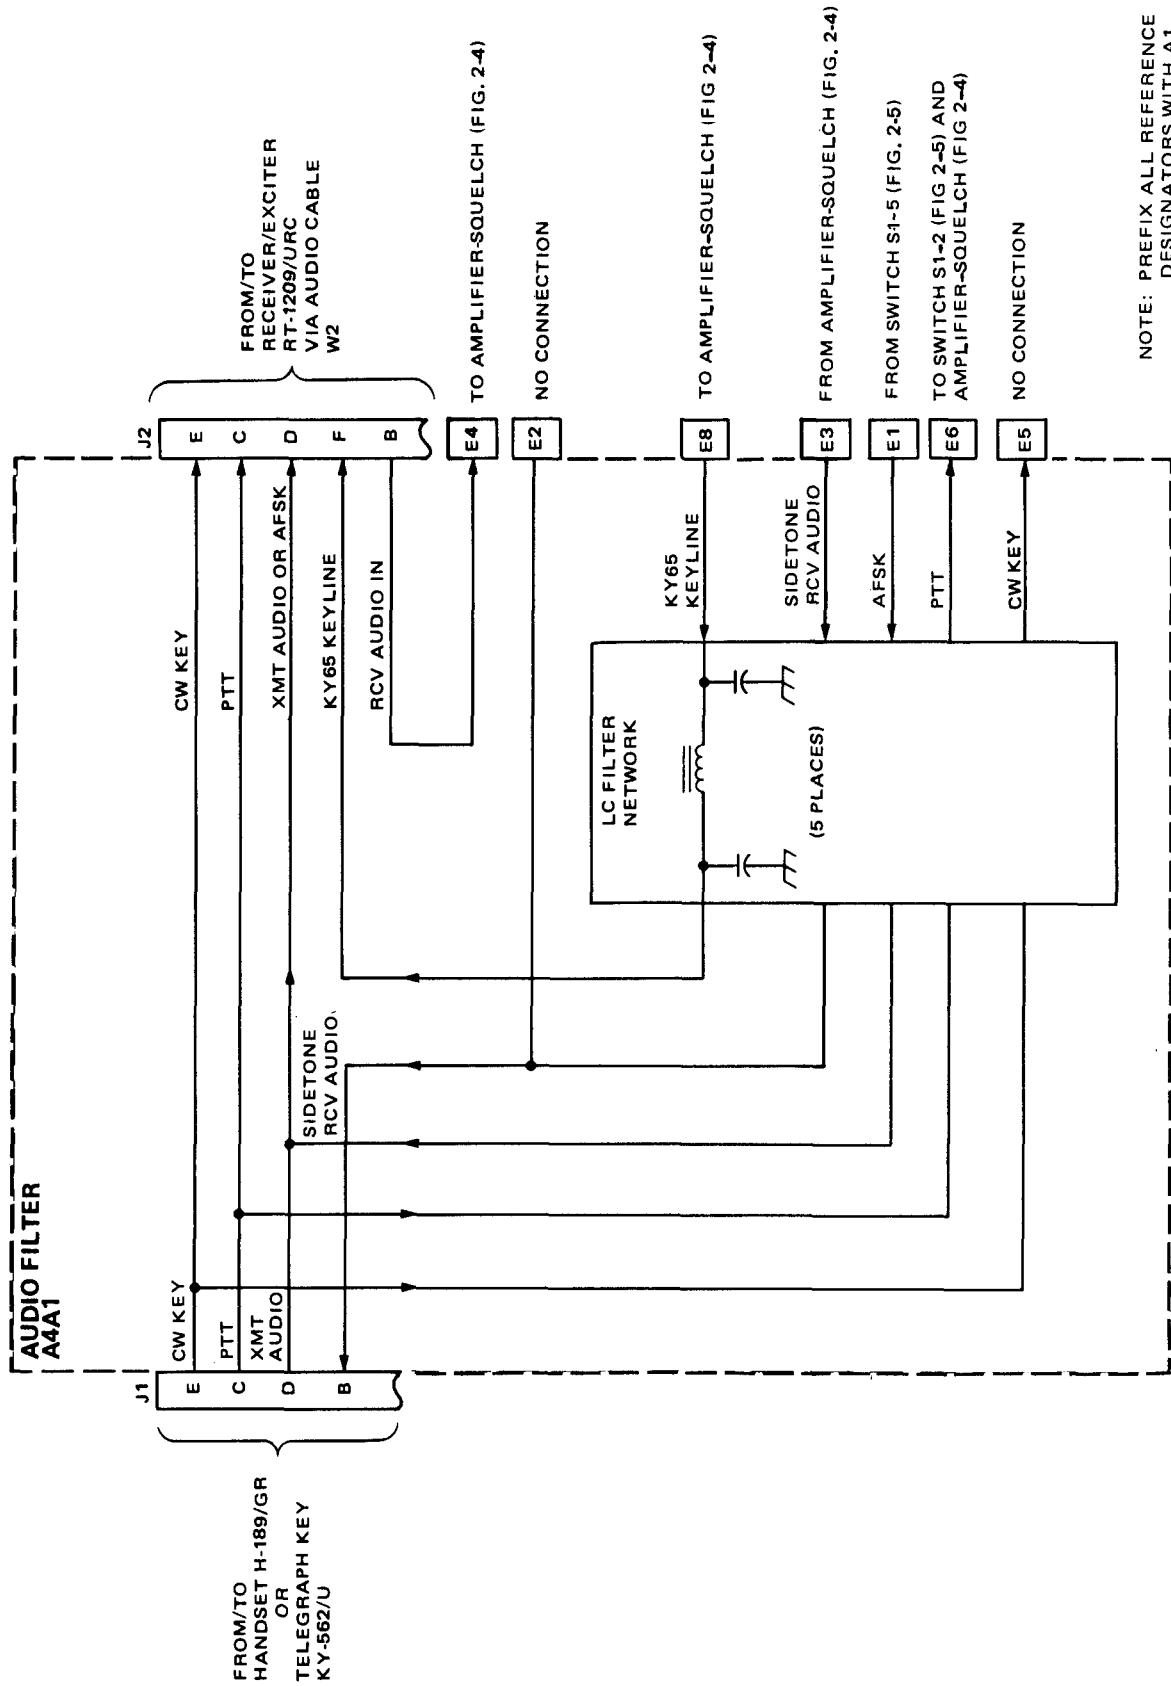 AUDIO FILTER
A4A1
FROM/TO
HANDSET H-189/GR
OR
TELEGRAPH KEY
KY-562/U
J1
E
C
D
B
CW KEY
PTT
XMT
AUDIO
SIDETONE
RCV AUDIO
CW KEY
PTT
XMT AUDIO OR AFSK
KY65 KEYLINE
RCV AUDIO IN
J2
E
C
D
F
B
FROM/TO
RECEIVER/EXCITER
RT-1209/URC
VIA AUDIO CABLE
W2
E4
TO AMPLIFIER-SQUELCH (FIG. 2-4)
E2
NO CONNECTION
LC FILTER
NETWORK
(5 PLACES)
KY65
KEYLINE
E8
TO AMPLIFIER-SQUELCH (FIG 2-4)
SIDETONE
RCV AUDIO
E3
FROM AMPLIFIER-SQUELCH (FIG. 2-4)
AFSK
E1
FROM SWITCH S1-5 (FIG. 2-5)
PTT
E6
TO SWITCH S1-2 (FIG 2-5) AND
AMPLIFIER-SQUELCH (FIG 2-4)
CW KEY
E5
NO CONNECTION
NOTE: PREFIX ALL REFERENCE
DESIGNATORS WITH A1